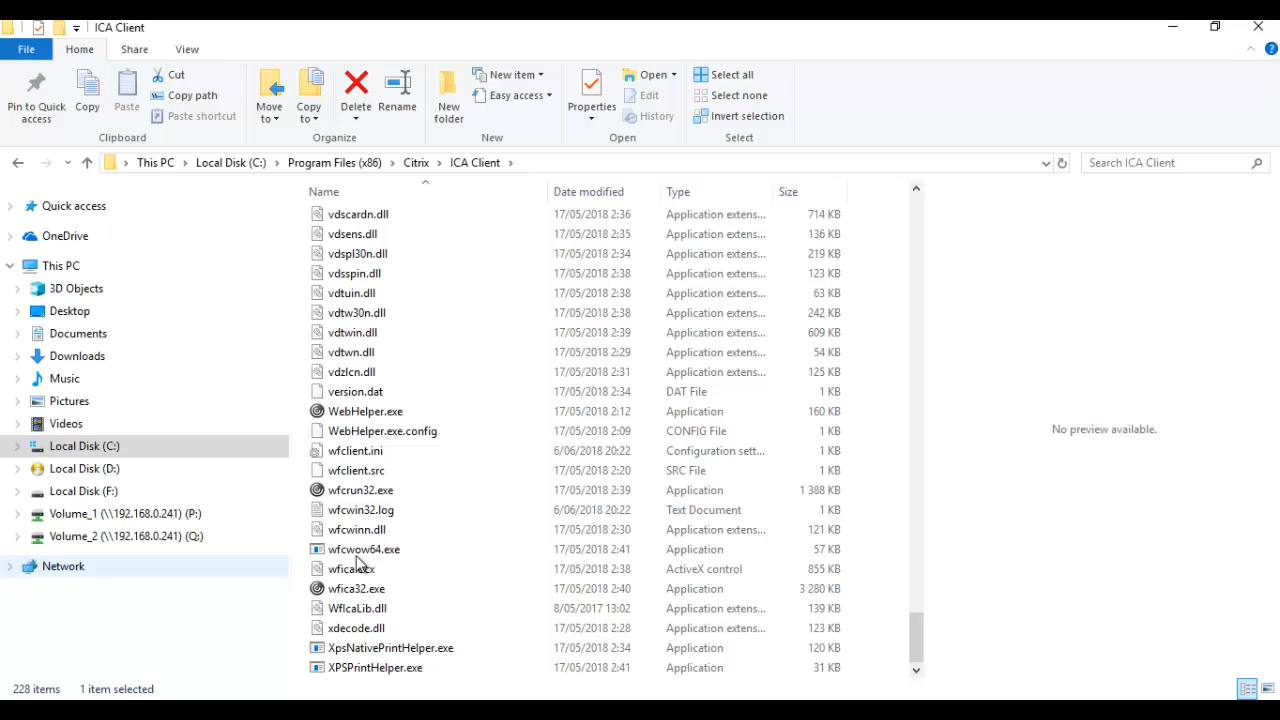 ICA Client
File Home Share View
Pin to Quick access
Copy
Paste
Cut
Copy path
Paste shortcut
Clipboard
Move to
Copy to
Delete
Rename
Organize
New folder
New item
Easy access
New
Properties
Open
Edit
History
Open
Select all
Select none
Invert selection
Select
This PC > Local Disk (C:) > Program Files (x86) > Citrix > ICA Client >
Search ICA Client
Quick access
OneDrive
This PC
3D Objects
Desktop
Documents
Downloads
Music
Pictures
Videos
Local Disk (C:)
Local Disk (D:)
Local Disk (F:)
Volume_1 (\\192.168.0.241) (P:)
Volume_2 (\\192.168.0.241) (Q:)
Network
Name Date modified Type Size
vdscardn.dll 17/05/2018 2:36 Application extens... 714 KB
vdsens.dll 17/05/2018 2:35 Application extens... 136 KB
vdspl30n.dll 17/05/2018 2:34 Application extens... 219 KB
vdsspin.dll 17/05/2018 2:38 Application extens... 123 KB
vdtuin.dll 17/05/2018 2:38 Application extens... 63 KB
vdtw30n.dll 17/05/2018 2:38 Application extens... 242 KB
vdtwin.dll 17/05/2018 2:39 Application extens... 609 KB
vdtwn.dll 17/05/2018 2:29 Application extens... 54 KB
vdzlcn.dll 17/05/2018 2:31 Application extens... 125 KB
version.dat 17/05/2018 2:34 DAT File 1 KB
WebHelper.exe 17/05/2018 2:12 Application 160 KB
WebHelper.exe.config 17/05/2018 2:09 CONFIG File 1 KB
wfclient.ini 6/06/2018 20:22 Configuration sett... 1 KB
wfclient.src 17/05/2018 2:20 SRC File 1 KB
wfcrun32.exe 17/05/2018 2:39 Application 1 388 KB
wfcwin32.log 6/06/2018 20:22 Text Document 1 KB
wfcwinn.dll 17/05/2018 2:30 Application extens... 121 KB
wfcwow64.exe 17/05/2018 2:41 Application 57 KB
17/05/2018 2:38 ActiveX control 855 KB
wfica32.exe 17/05/2018 2:40 Application 3 280 KB
WfIcaLib.dll 8/05/2017 13:02 Application extens... 139 KB
xdecode.dll 17/05/2018 2:28 Application extens... 123 KB
XpsNativePrintHelper.exe 17/05/2018 2:34 Application 120 KB
XPSPrintHelper.exe 17/05/2018 2:41 Application 31 KB
No preview available.
228 items 1 item selected